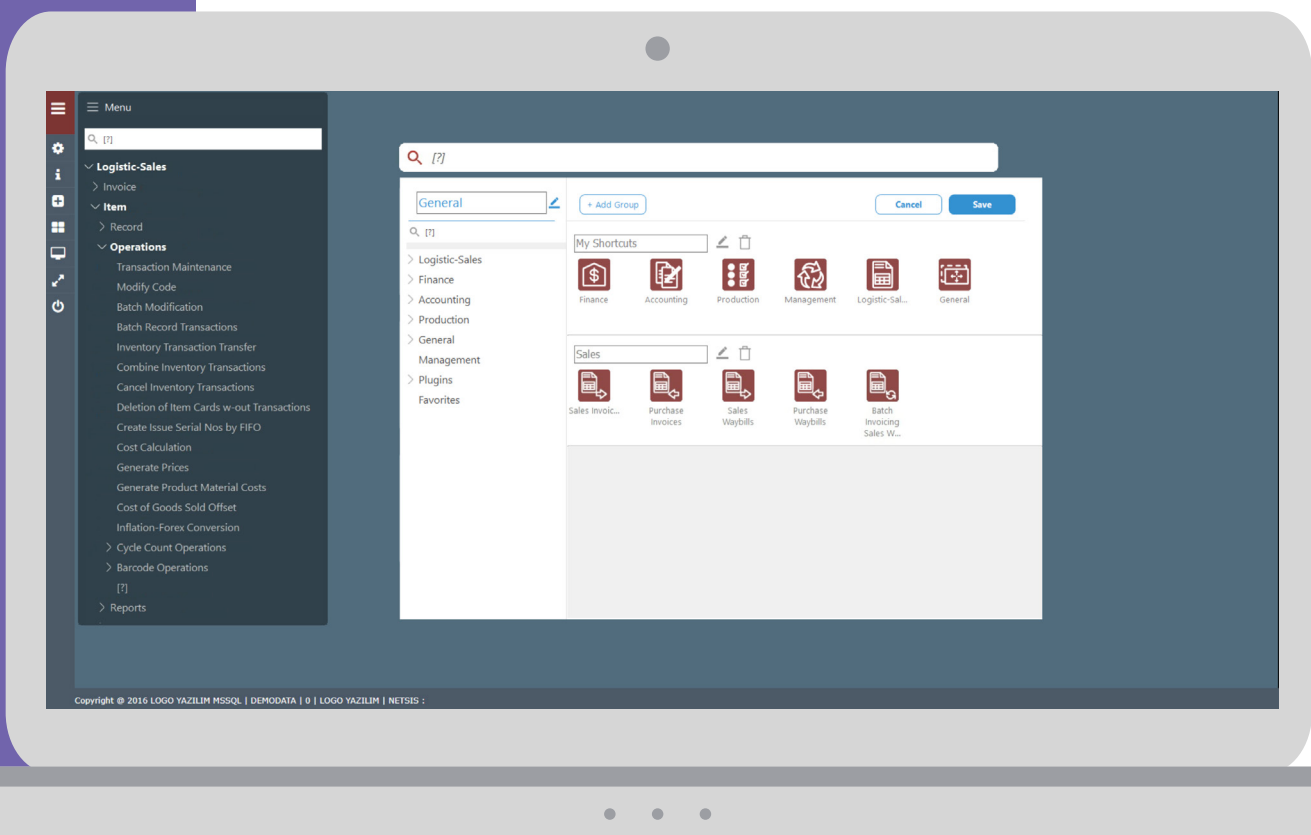 Menu
[?]
Logistic-Sales
Invoice
Item
Record
Operations
Transaction Maintenance
Modify Code
Batch Modification
Batch Record Transactions
Inventory Transaction Transfer
Combine Inventory Transactions
Cancel Inventory Transactions
Deletion of Item Cards w-out Transactions
Create Issue Serial Nos by FIFO
Cost Calculation
Generate Prices
Generate Product Material Costs
Cost of Goods Sold Offset
Inflation-Forex Conversion
Cycle Count Operations
Barcode Operations
[?]
Reports
[?]
General
[?]
Logistic-Sales
Finance
Accounting
Production
General
Management
Plugins
Favorites
+ Add Group
Cancel
Save
My Shortcuts
Finance
Accounting
Production
Management
Logistic-Sal...
General
Sales
Sales Invoic...
Purchase
Invoices
Sales
Waybills
Purchase
Waybills
Batch
Invoicing
Sales W...
Copyright @ 2016 LOGO YAZILIM MSSQL | DEMODATA | 0 | LOGO YAZILIM | NETSIS :